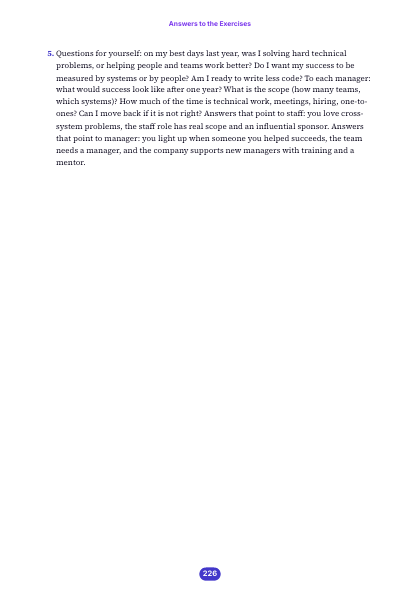 Answers to the Exercises
5. Questions for yourself: on my best days last year, was I solving hard technical
problems, or helping people and teams work better? Do I want my success to be
measured by systems or by people? Am I ready to write less code? To each manager:
what would success look like after one year? What is the scope (how many teams,
which systems)? How much of the time is technical work, meetings, hiring, one-to-
ones? Can I move back if it is not right? Answers that point to staff: you love cross-
system problems, the staff role has real scope and an influential sponsor. Answers
that point to manager: you light up when someone you helped succeeds, the team
needs a manager, and the company supports new managers with training and a
mentor.
226